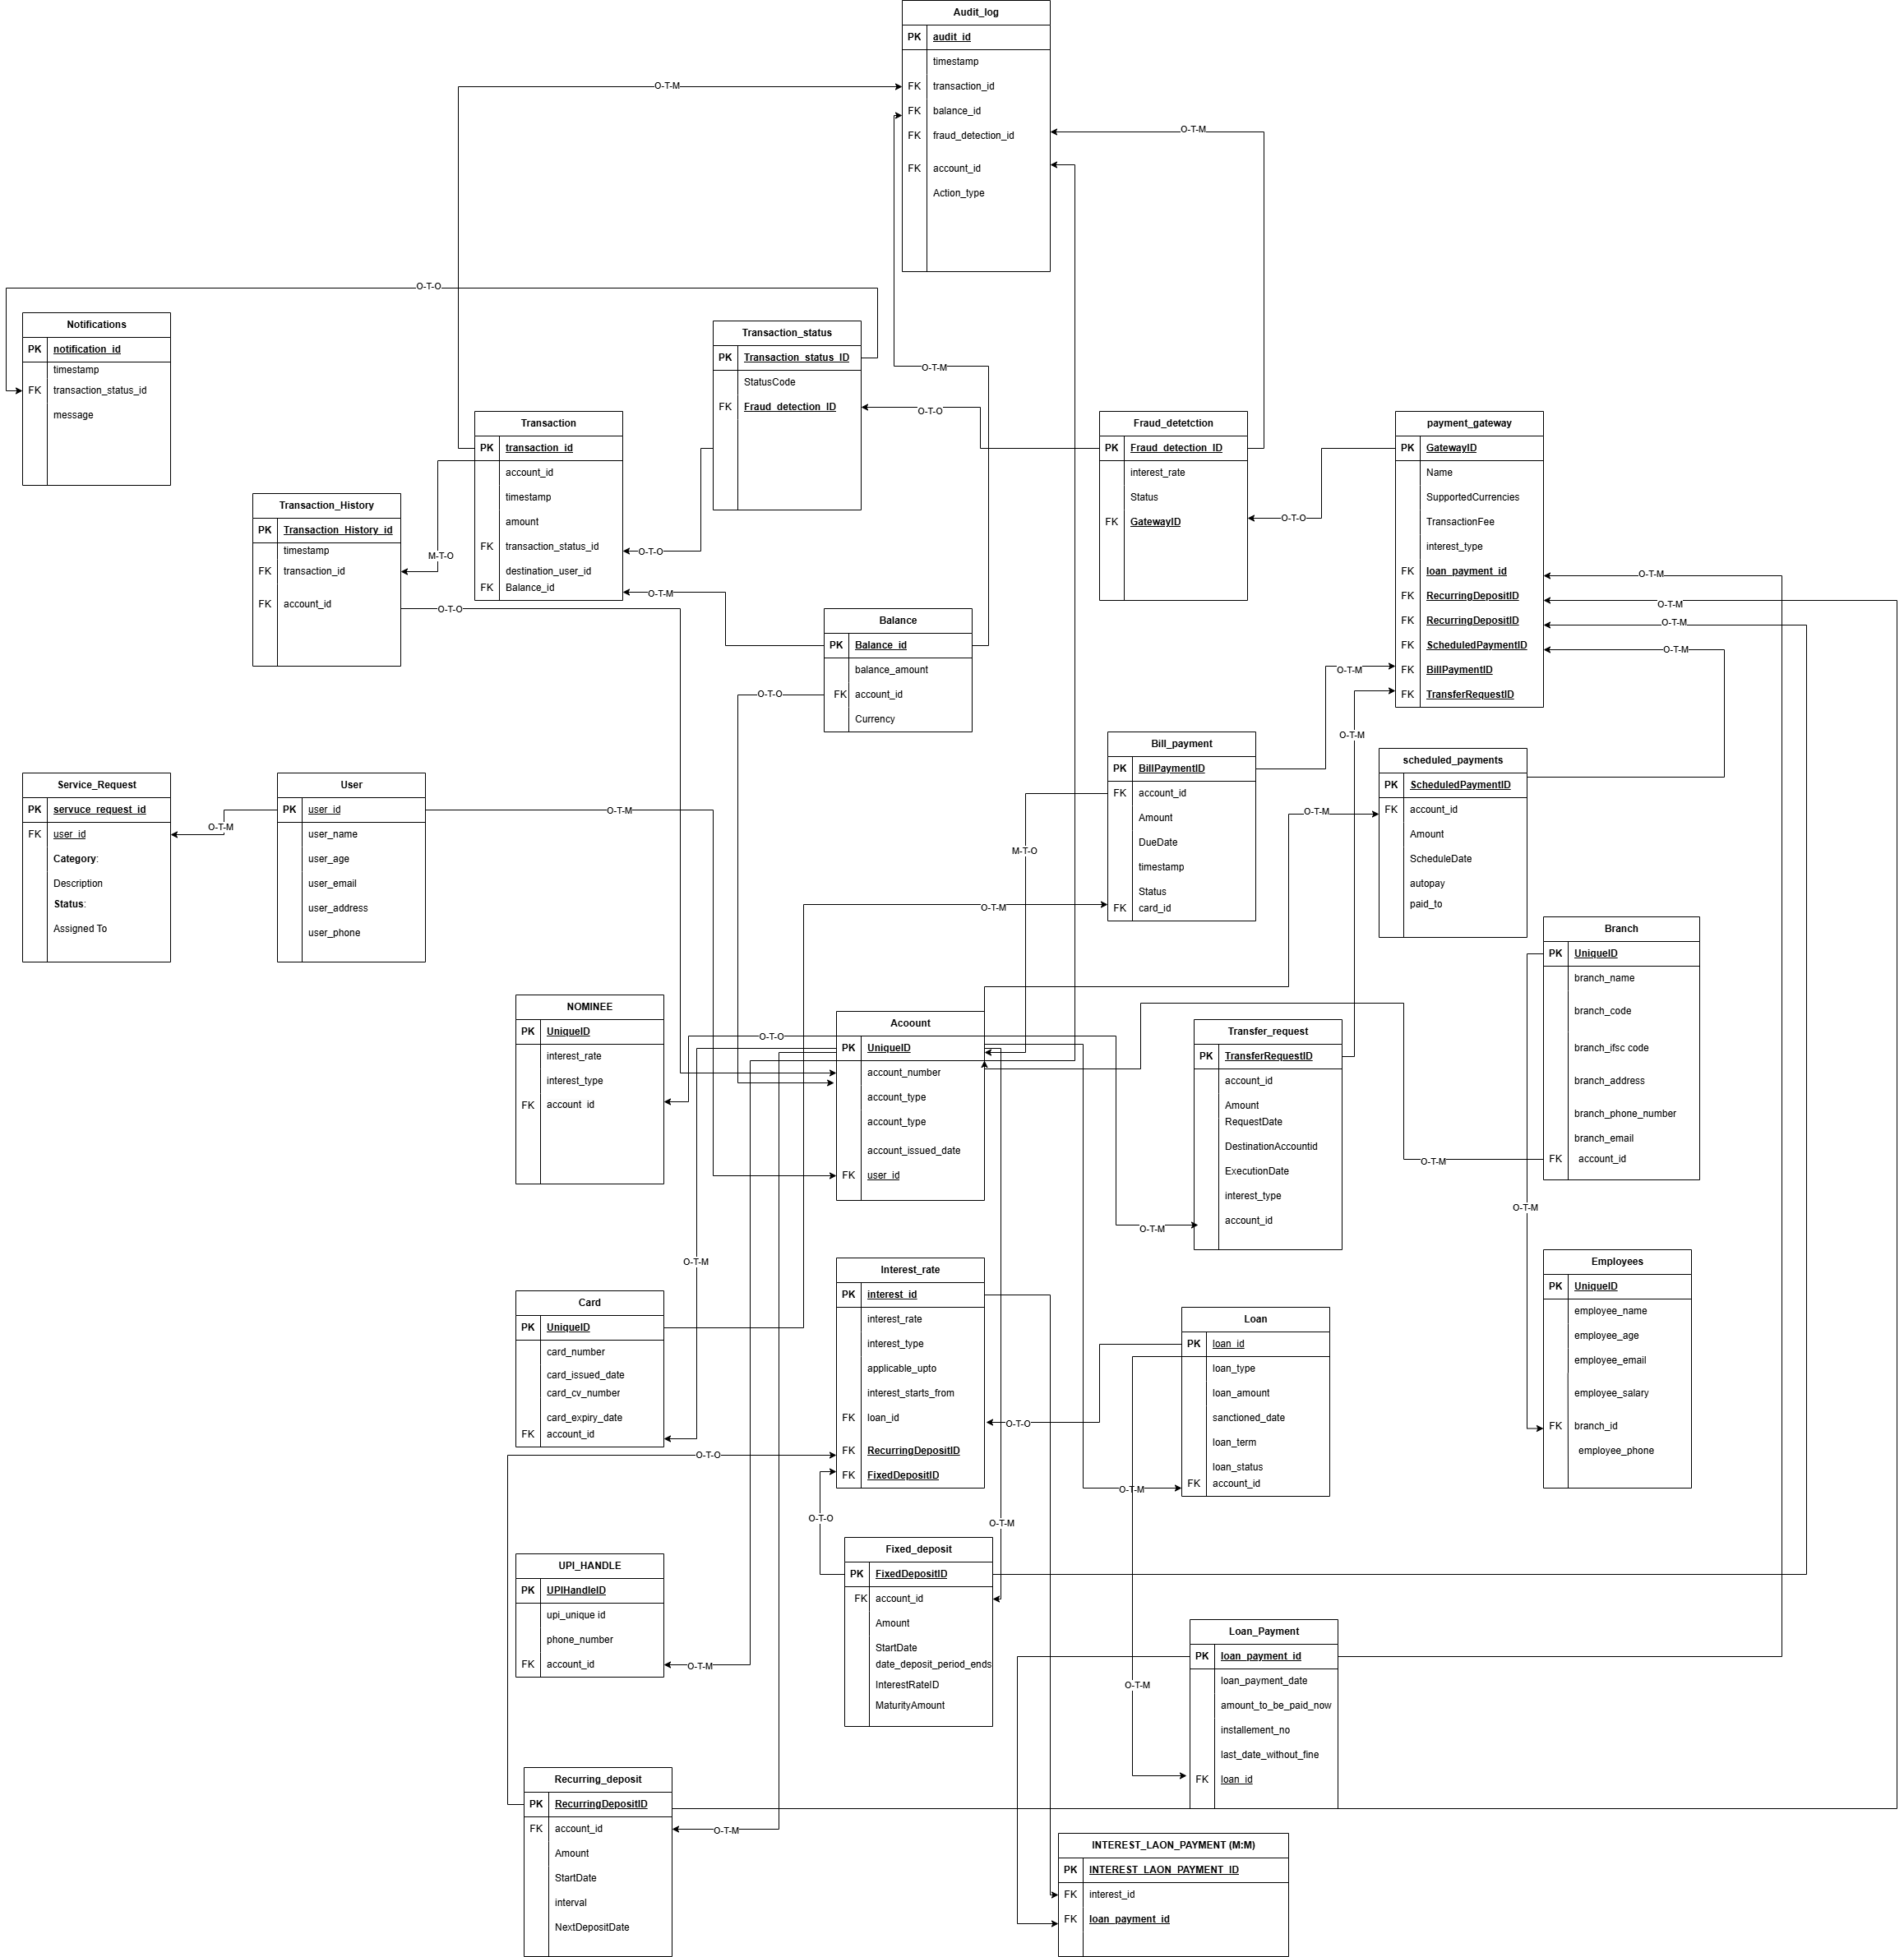 Audit_log
PK audit_id
timestamp
FK transaction_id
FK balance_id
FK fraud_detection_id
FK account_id
Action_type
O-T-M
O-T-M
O-T-O
Notifications
PK notification_id
timestamp
FK transaction_status_id
message
Transaction_status
PK Transaction_status_ID
StatusCode
FK Fraud_detection_ID
O-T-M
O-T-O
Transaction
PK transaction_id
account_id
timestamp
amount
FK transaction_status_id
destination_user_id
FK Balance_id
Fraud_detetction
PK Fraud_detection_ID
interest_rate
Status
FK GatewayID
payment_gateway
PK GatewayID
Name
SupportedCurrencies
TransactionFee
interest_type
FK loan_payment_id
FK RecurringDepositID
FK RecurringDepositID
FK ScheduledPaymentID
FK BillPaymentID
FK TransferRequestID
Transaction_History
PK Transaction_History_id
timestamp
FK transaction_id
FK account_id
O-T-O
M-T-O
O-T-O
O-T-M
O-T-M
O-T-M
O-T-O
O-T-M
O-T-M
O-T-M
O-T-M
O-T-M
Balance
PK Balance_id
balance_amount
FK account_id
Currency
O-T-O
Bill_payment
PK BillPaymentID
FK account_id
Amount
DueDate
timestamp
Status
FK card_id
scheduled_payments
PK ScheduledPaymentID
FK account_id
Amount
ScheduleDate
autopay
paid_to
Service_Request
PK servuce_request_id
FK user_id
Category:
Description
Status:
Assigned To
User
PK user_id
user_name
user_age
user_email
user_address
user_phone
O-T-M
O-T-M
O-T-M
M-T-O
O-T-M
Branch
PK UniqueID
branch_name
branch_code
branch_ifsc code
branch_address
branch_phone_number
branch_email
FK account_id
NOMINEE
PK UniqueID
interest_rate
interest_type
FK account_id
O-T-O
Acoount
PK UniqueID
account_number
account_type
account_type
account_issued_date
FK user_id
Transfer_request
PK TransferRequestID
account_id
Amount
RequestDate
DestinationAccountid
ExecutionDate
interest_type
account_id
O-T-M
O-T-M
O-T-M
O-T-M
Employees
PK UniqueID
employee_name
employee_age
employee_email
employee_salary
FK branch_id
employee_phone
Card
PK UniqueID
card_number
card_issued_date
card_cv_number
card_expiry_date
FK account_id
Interest_rate
PK interest_id
interest_rate
interest_type
applicable_upto
interest_starts_from
FK loan_id
FK RecurringDepositID
FK FixedDepositID
Loan
PK loan_id
loan_type
loan_amount
sanctioned_date
loan_term
loan_status
FK account_id
O-T-O
O-T-O
O-T-M
O-T-O
O-T-M
UPI_HANDLE
PK UPIHandleID
upi_unique id
phone_number
FK account_id
O-T-M
Fixed_deposit
PK FixedDepositID
FK account_id
Amount
StartDate
date_deposit_period_ends
InterestRateID
MaturityAmount
O-T-M
Loan_Payment
PK loan_payment_id
loan_payment_date
amount_to_be_paid_now
installement_no
last_date_without_fine
FK loan_id
Recurring_deposit
PK RecurringDepositID
FK account_id
Amount
StartDate
interval
NextDepositDate
O-T-M
INTEREST_LAON_PAYMENT (M:M)
PK INTEREST_LAON_PAYMENT_ID
FK interest_id
FK loan_payment_id